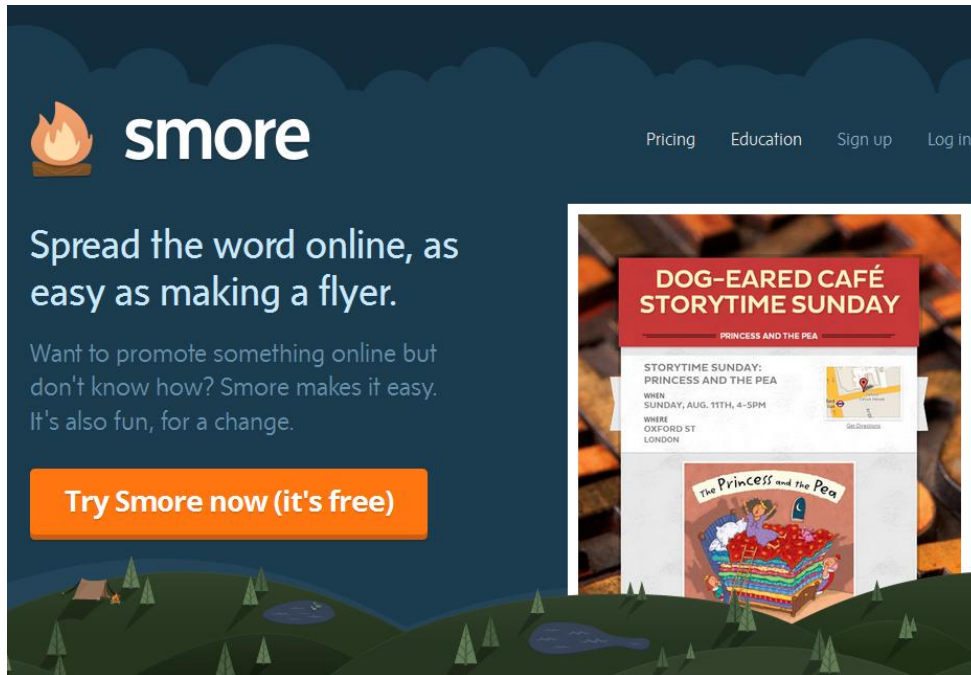 smore
Pricing
Education
Sign up
Log in
Spread the word online, as
easy as making a flyer.
Want to promote something online but
don't know how? Smore makes it easy.
It's also fun, for a change.
Try Smore now (it's free)
DOG-EARED CAFÉ
STORYTIME SUNDAY
PRINCESS AND THE PEA
STORYTIME SUNDAY:
PRINCESS AND THE PEA
WHEN
SUNDAY, AUG. 11TH, 4-5PM
WHERE
OXFORD ST
LONDON
Get Directions
The Princess and the Pea